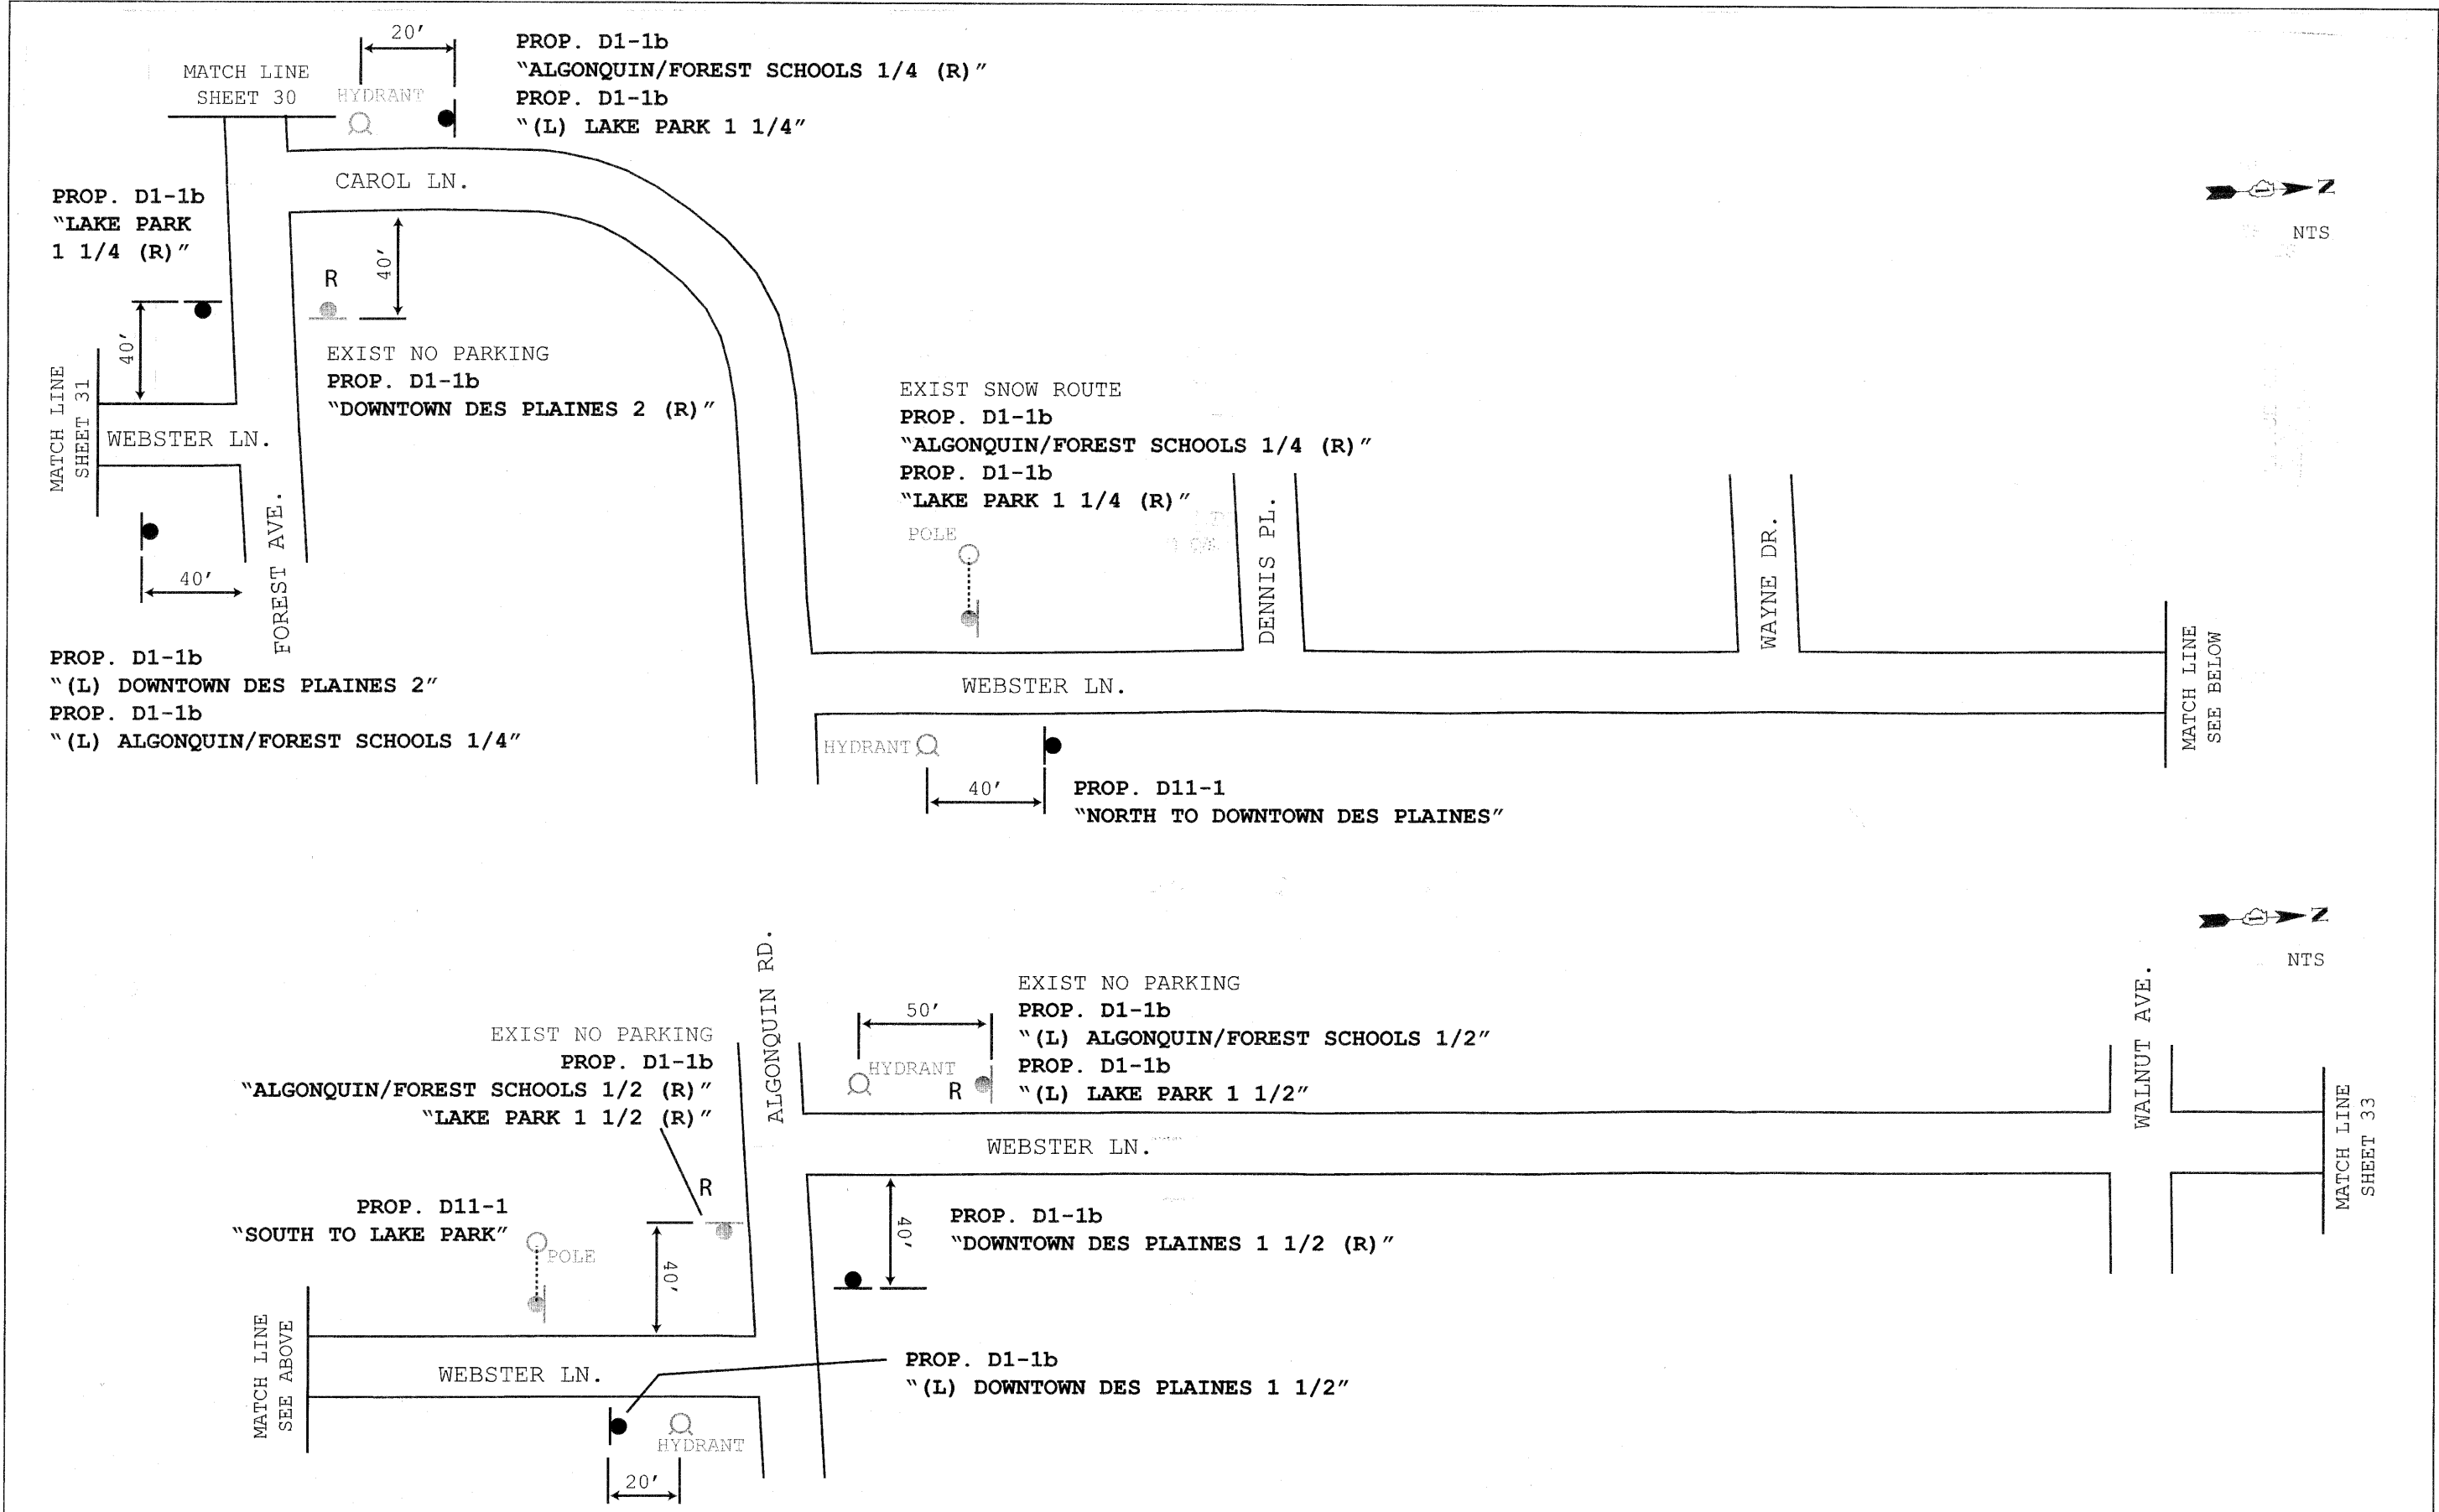 20′
PROP. D1-1b
“ALGONQUIN/FOREST SCHOOLS 1/4 (R)”
PROP. D1-1b
“(L) LAKE PARK 1 1/4”
MATCH LINE
SHEET 30
HYDRANT
CAROL LN.
PROP. D1-1b
“LAKE PARK
1 1/4 (R)”
N
NTS
R
40′
40′
EXIST NO PARKING
PROP. D1-1b
“DOWNTOWN DES PLAINES 2 (R)”
MATCH LINE
SHEET 31
WEBSTER LN.
40′
FOREST AVE.
EXIST SNOW ROUTE
PROP. D1-1b
“ALGONQUIN/FOREST SCHOOLS 1/4 (R)”
PROP. D1-1b
“LAKE PARK 1 1/4 (R)”
POLE
DENNIS PL.
WAYNE DR.
PROP. D1-1b
“(L) DOWNTOWN DES PLAINES 2”
PROP. D1-1b
“(L) ALGONQUIN/FOREST SCHOOLS 1/4”
WEBSTER LN.
MATCH LINE
SEE BELOW
HYDRANT
40′
PROP. D11-1
“NORTH TO DOWNTOWN DES PLAINES”
N
NTS
ALGONQUIN RD.
EXIST NO PARKING
PROP. D1-1b
“ALGONQUIN/FOREST SCHOOLS 1/2 (R)”
“LAKE PARK 1 1/2 (R)”
50′
HYDRANT
R
EXIST NO PARKING
PROP. D1-1b
“(L) ALGONQUIN/FOREST SCHOOLS 1/2”
PROP. D1-1b
“(L) LAKE PARK 1 1/2”
WALNUT AVE.
MATCH LINE
SHEET 33
WEBSTER LN.
R
PROP. D11-1
“SOUTH TO LAKE PARK”
POLE
40′
40′
PROP. D1-1b
“DOWNTOWN DES PLAINES 1 1/2 (R)”
MATCH LINE
SEE ABOVE
WEBSTER LN.
PROP. D1-1b
“(L) DOWNTOWN DES PLAINES 1 1/2”
HYDRANT
20′